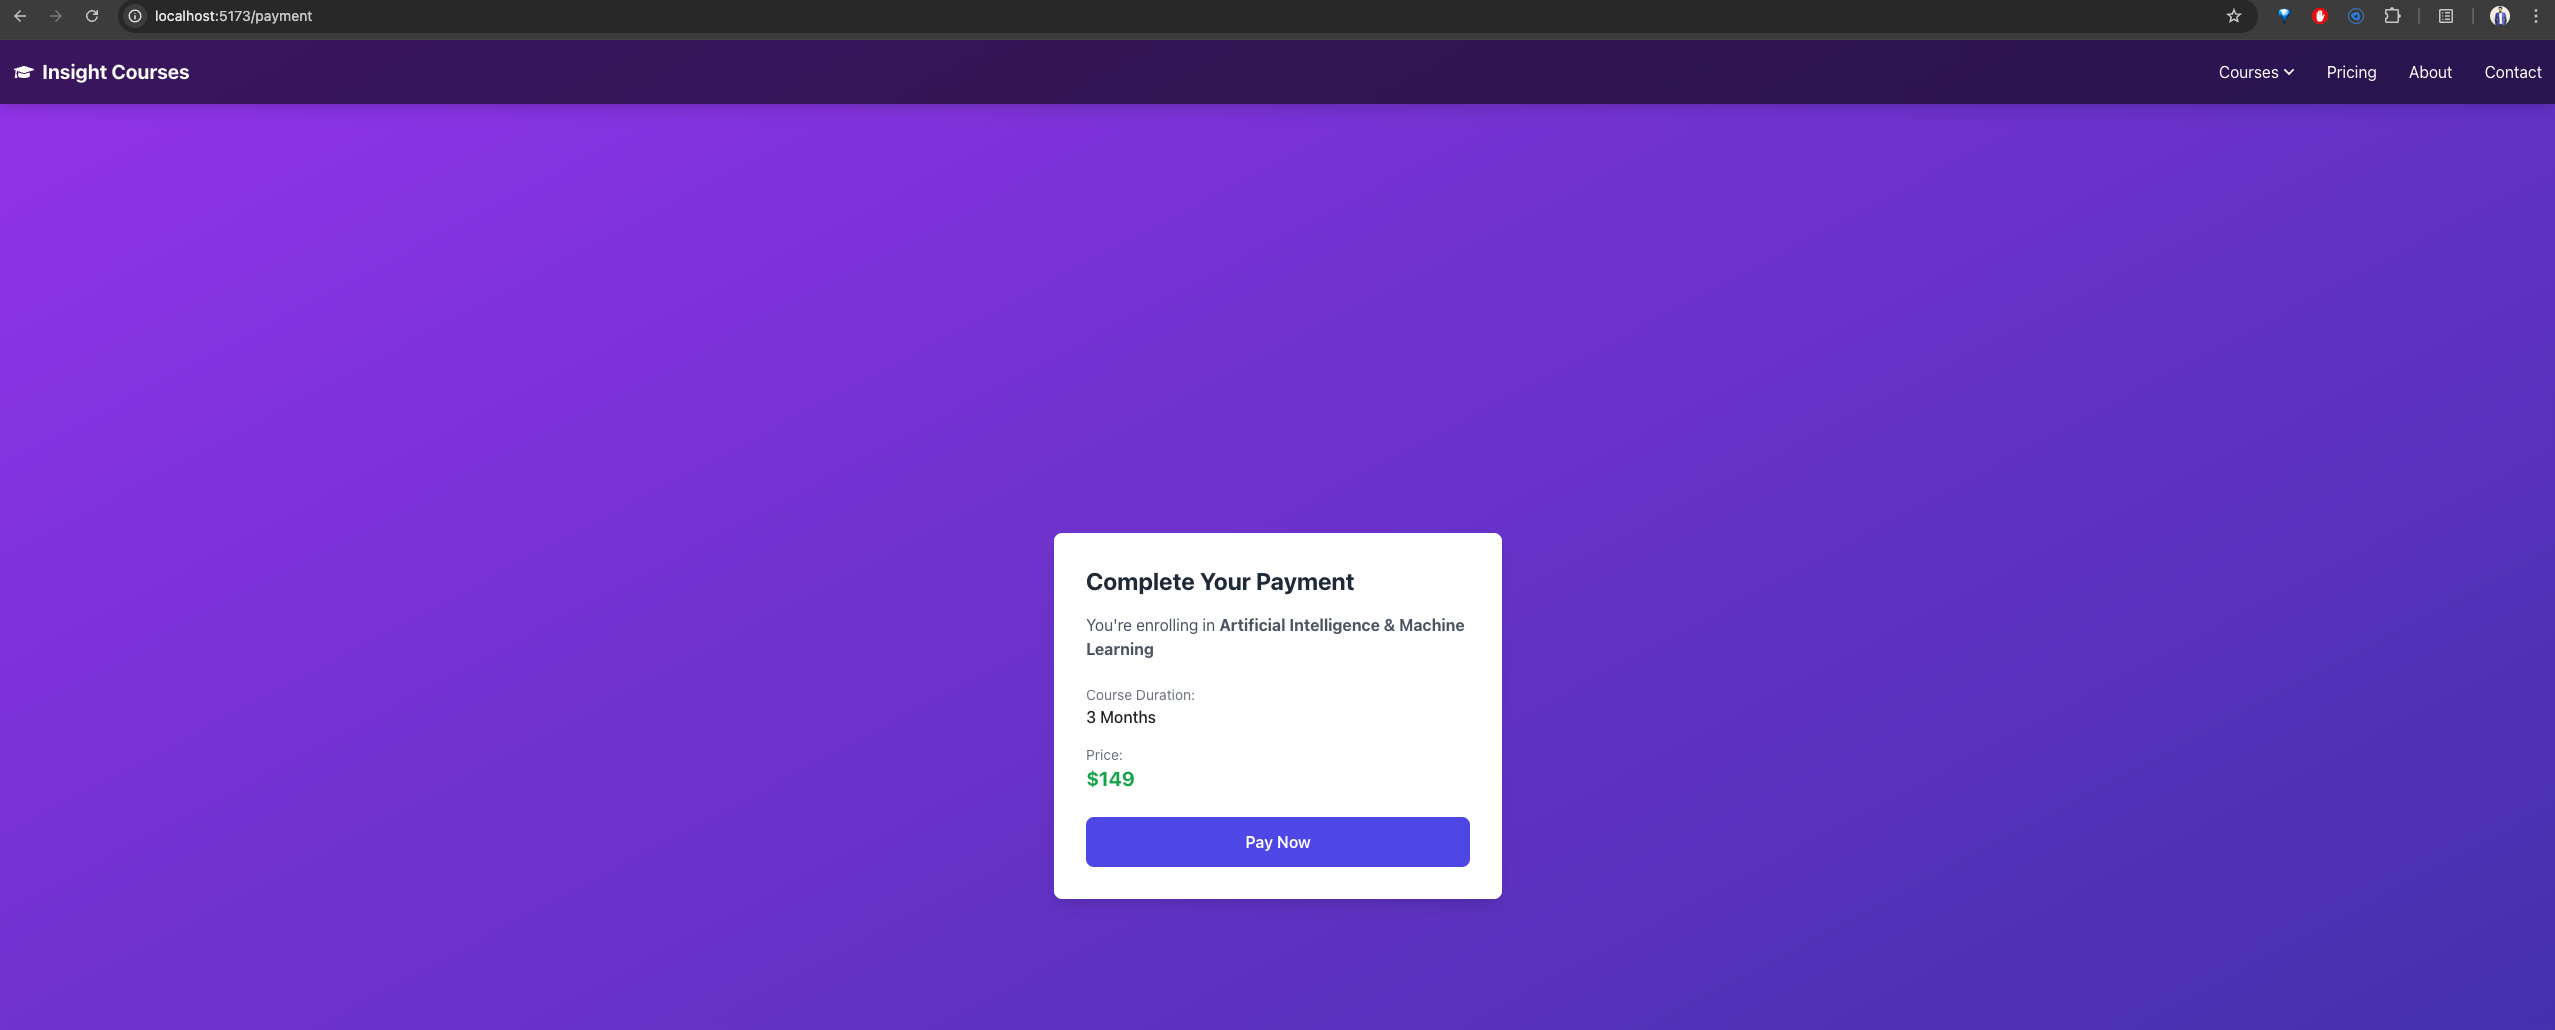 localhost:5173/payment
Insight Courses
Courses
Pricing
About
Contact
Complete Your Payment
You're enrolling in Artificial Intelligence & Machine
Learning
Course Duration:
3 Months
Price:
$149
Pay Now